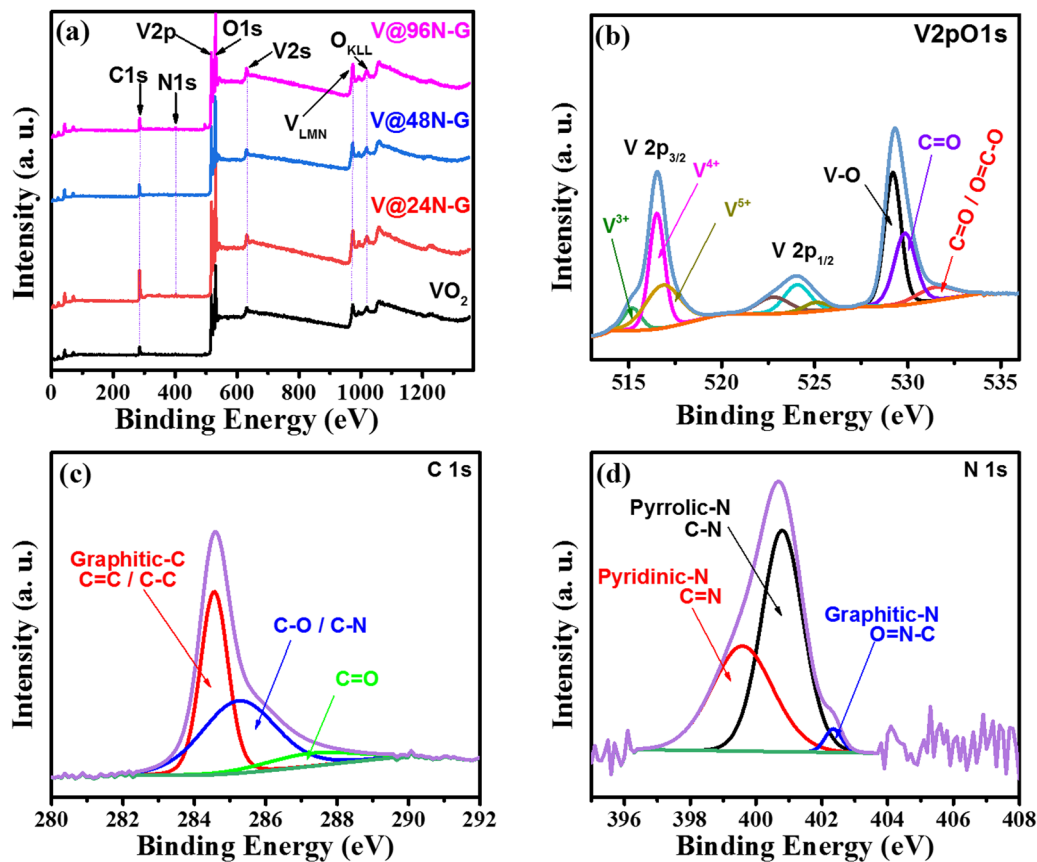 (a)
V@96N-G
V2p
O1s
V2s
O_KLL
C1s
N1s
V_LMN
V@48N-G
V@24N-G
VO₂
Intensity (a. u.)
0 200 400 600 800 1000 1200
Binding Energy (eV)
(b)
V2pO1s
V 2p₃/₂
V⁴⁺
V³⁺
V⁵⁺
V 2p₁/₂
V-O
C=O
C=O / O=C-O
Intensity (a. u.)
515 520 525 530 535
Binding Energy (eV)
(c)
C 1s
Graphitic-C
C=C / C-C
C-O / C-N
C=O
Intensity (a. u.)
280 282 284 286 288 290 292
Binding Energy (eV)
(d)
N 1s
Pyrrolic-N
C-N
Pyridinic-N
C=N
Graphitic-N
O=N-C
Intensity (a. u.)
396 398 400 402 404 406 408
Binding Energy (eV)